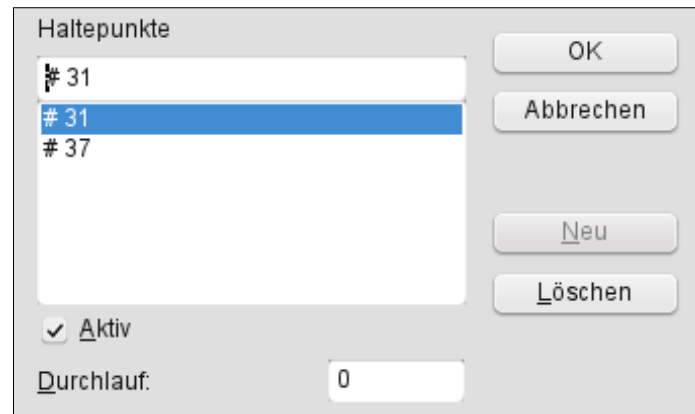 Haltepunkte
# 31
# 31
# 37
Aktiv
Durchlauf: 0
OK
Abbrechen
Neu
Löschen